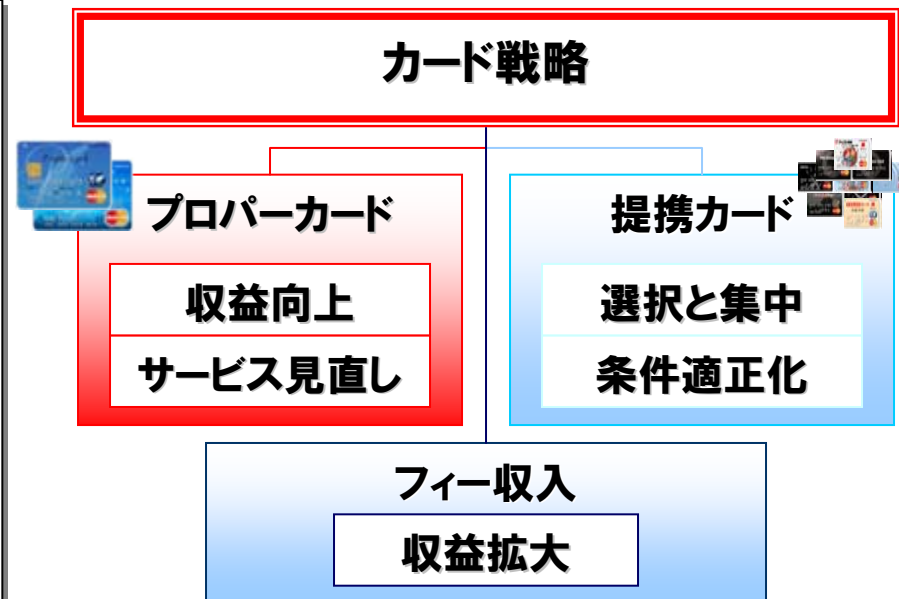 カード戦略
プロパーカード
収益向上
サービス見直し
提携カード
選択と集中
条件適正化
フィー収入
収益拡大